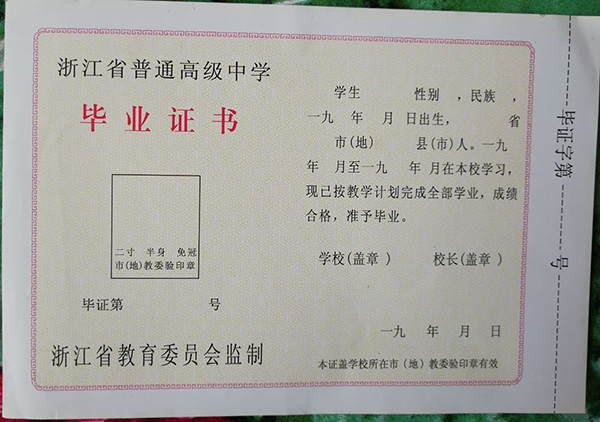 浙江省普通高级中学
毕业证书
二寸 半身 免冠
市(地)教委验印章
毕证第 号
浙江省教育委员会监制
学生 性别 ，民族 ，
一九 年 月 日出生， 省
市(地) 县(市)人。一九
年 月至一九 年 月在本校学习，
现已按教学计划完成全部学业，成绩
合格，准予毕业。
学校(盖章 ) 校长(盖章 )
一九 年 月 日
本证盖学校所在市（地）教委验印章有效
毕证字第 号